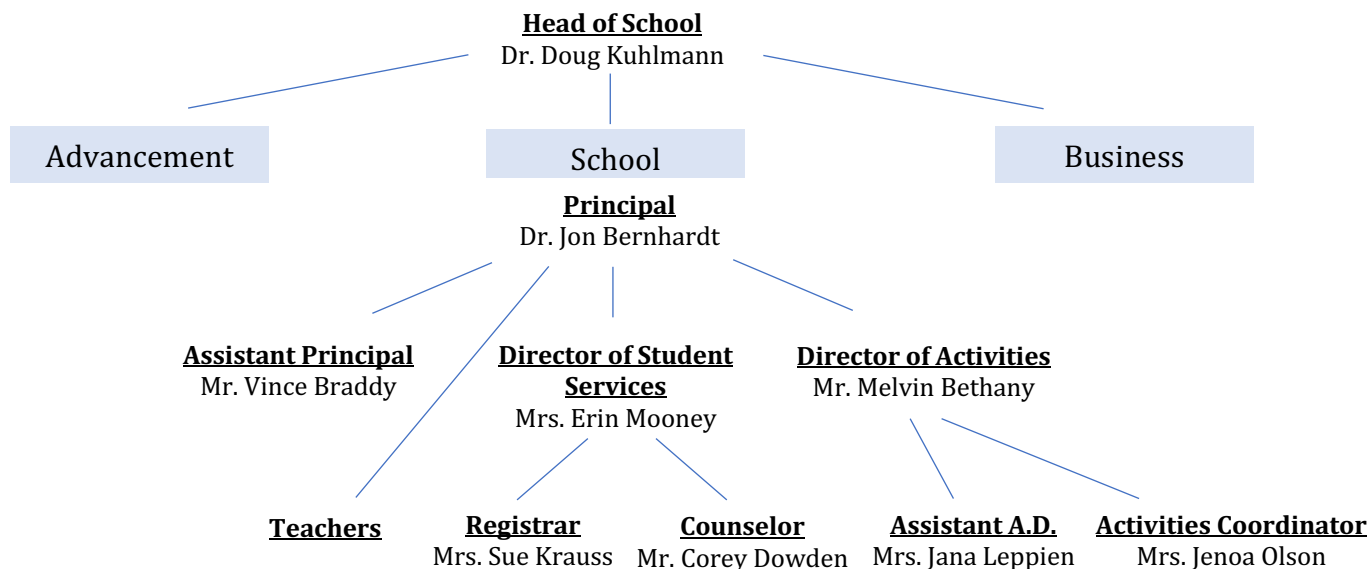 Head of School
Dr. Doug Kuhlmann
Advancement
School
Business
Principal
Dr. Jon Bernhardt
Assistant Principal
Mr. Vince Braddy
Director of Student
Services
Mrs. Erin Mooney
Director of Activities
Mr. Melvin Bethany
Teachers
Registrar
Mrs. Sue Krauss
Counselor
Mr. Corey Dowden
Assistant A.D.
Mrs. Jana Leppien
Activities Coordinator
Mrs. Jenoa Olson